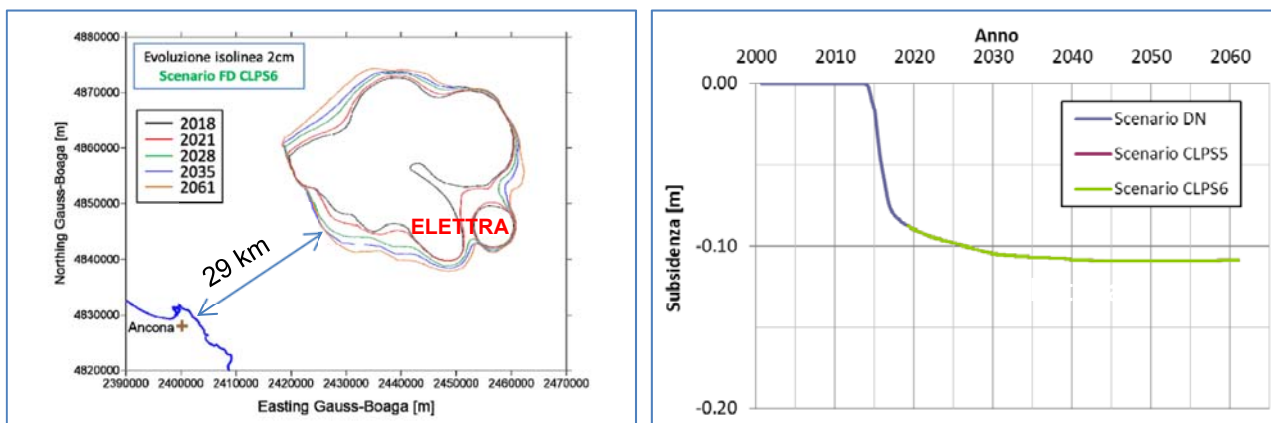 Evoluzione isolinea 2cm
Scenario FD CLPS6
2018
2021
2028
2035
2061
ELETTRA
29 km
Ancona
Northing Gauss-Boaga [m]
4880000
4870000
4860000
4850000
4840000
4830000
4820000
2390000 2400000 2410000 2420000 2430000 2440000 2450000 2460000 2470000
Easting Gauss-Boaga [m]
Anno
2000 2010 2020 2030 2040 2050 2060
Subsidenza [m]
0.00
-0.10
-0.20
Scenario DN
Scenario CLPS5
Scenario CLPS6